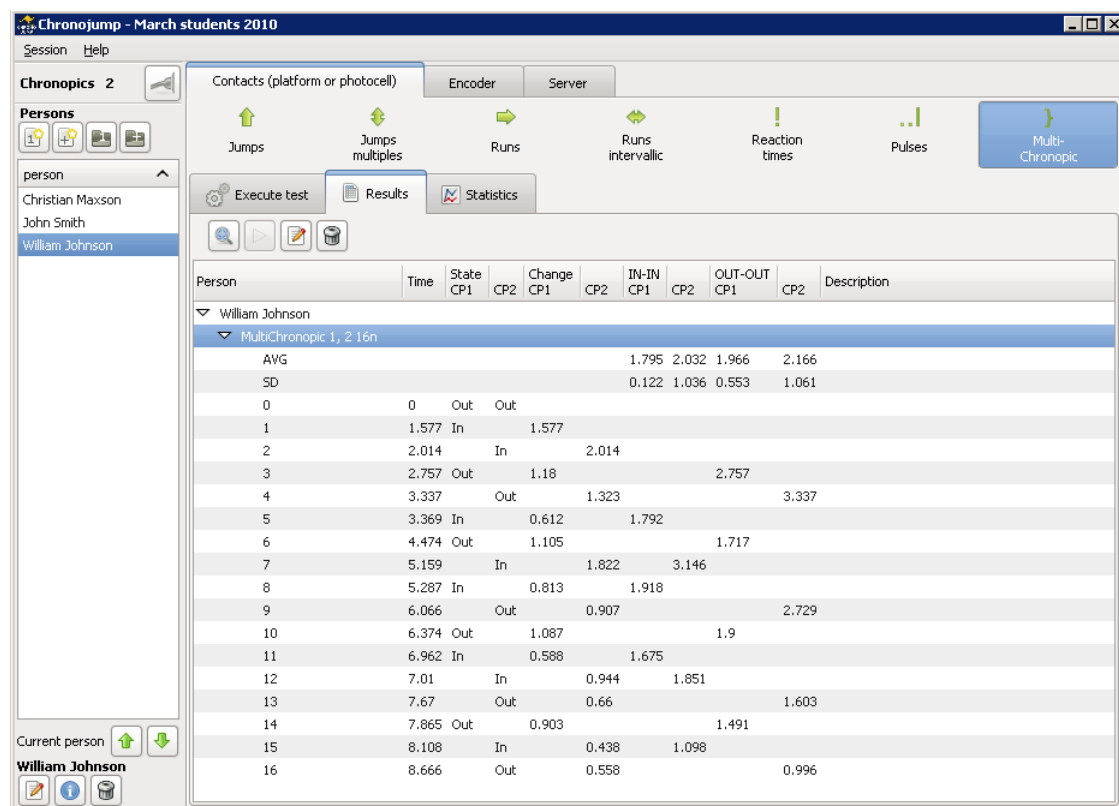 Chronojump - March students 2010
Session Help
Chronopics 2
Contacts (platform or photocell) Encoder Server
Persons
Jumps
Jumps multiples
Runs
Runs intervallic
Reaction times
Pulses
Multi-Chronopic
person
Christian Maxson
John Smith
William Johnson
Execute test Results Statistics
Person Time State CP1 CP2 Change CP1 CP2 IN-IN CP1 CP2 OUT-OUT CP1 CP2 Description
William Johnson
MultiChronopic 1, 2 16n
AVG 1.795 2.032 1.966 2.166
SD 0.122 1.036 0.553 1.061
0 0 Out Out
1 1.577 In 1.577
2 2.014 In 2.014
3 2.757 Out 1.18 2.757
4 3.337 Out 1.323 3.337
5 3.369 In 0.612 1.792
6 4.474 Out 1.105 1.717
7 5.159 In 1.822 3.146
8 5.287 In 0.813 1.918
9 6.066 Out 0.907 2.729
10 6.374 Out 1.087 1.9
11 6.962 In 0.588 1.675
12 7.01 In 0.944 1.851
13 7.67 Out 0.66 1.603
14 7.865 Out 0.903 1.491
15 8.108 In 0.438 1.098
16 8.666 Out 0.558 0.996
Current person
William Johnson